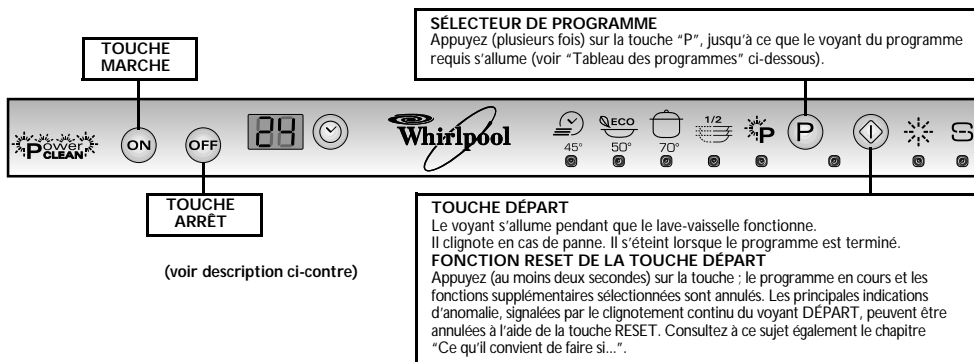 SÉLECTEUR DE PROGRAMME
Appuyez (plusieurs fois) sur la touche “P”, jusqu’à ce que le voyant du programme
requis s’allume (voir “Tableau des programmes” ci-dessous).
TOUCHE
MARCHE
Power
CLEAN
ON
OFF
24
Whirlpool
45°
ECO
50°
70°
1/2
P
P
S
TOUCHE
ARRÊT
(voir description ci-contre)
TOUCHE DÉPART
Le voyant s’allume pendant que le lave-vaisselle fonctionne.
Il clignote en cas de panne. Il s’éteint lorsque le programme est terminé.
FONCTION RESET DE LA TOUCHE DÉPART
Appuyez (au moins deux secondes) sur la touche ; le programme en cours et les
fonctions supplémentaires sélectionnées sont annulés. Les principales indications
d’anomalie, signalées par le clignotement continu du voyant DÉPART, peuvent être
annulées à l’aide de la touche RESET. Consultez à ce sujet également le chapitre
“Ce qu’il convient de faire si...”.